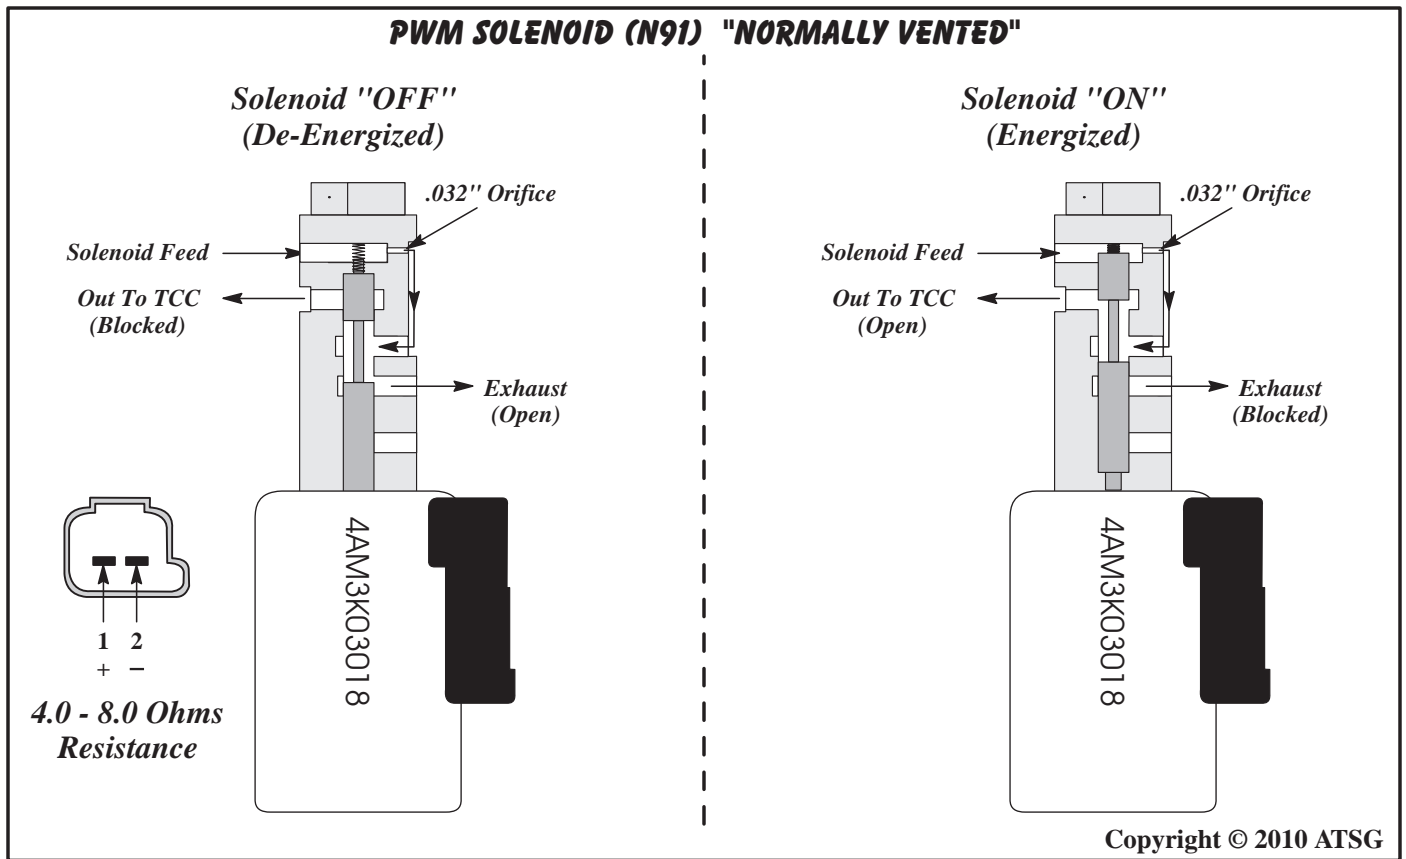 PWM SOLENOID (N91) "NORMALLY VENTED"
Solenoid "OFF"
(De-Energized)
.032" Orifice
Solenoid Feed
Out To TCC
(Blocked)
Exhaust
(Open)
4AM3K03018
1 2
+ −
4.0 - 8.0 Ohms
Resistance
Solenoid "ON"
(Energized)
.032" Orifice
Solenoid Feed
Out To TCC
(Open)
Exhaust
(Blocked)
4AM3K03018
Copyright © 2010 ATSG